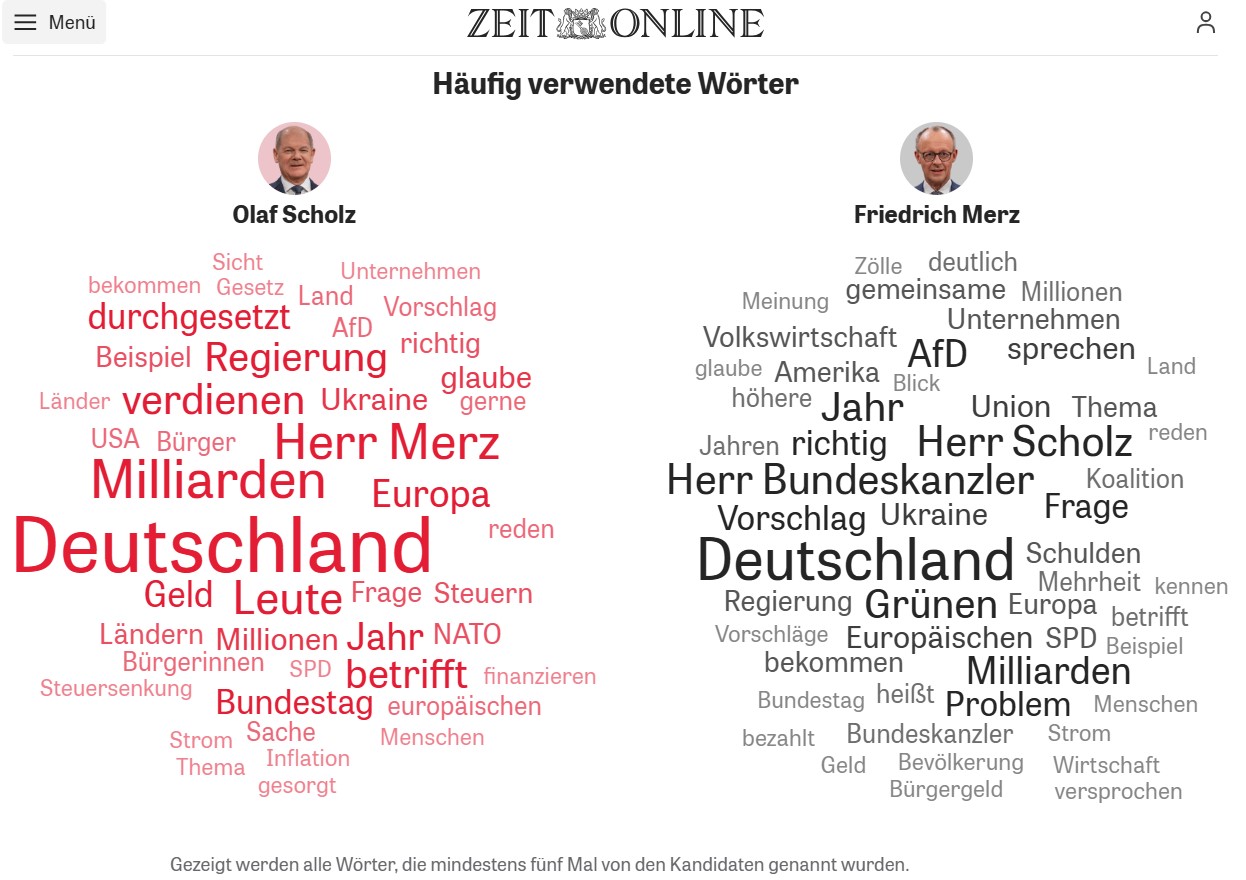 Menü
ZEIT ONLINE
Häufig verwendete Wörter
Olaf Scholz
Sicht
Unternehmen
bekommen Gesetz Land
durchgesetzt Vorschlag
AfD
Beispiel Regierung richtig
glaube
Länder verdienen Ukraine gerne
USA Bürger Herr Merz
Milliarden Europa
Deutschland reden
Geld Leute Frage Steuern
Ländern Millionen Jahr NATO
Bürgerinnen SPD betrifft finanzieren
Steuersenkung Bundestag europäischen
Strom Sache Menschen
Thema Inflation
gesorgt
Friedrich Merz
Zölle deutlich
Meinung gemeinsame Millionen
Unternehmen
Volkswirtschaft AfD sprechen
glaube Amerika Blick Land
höhere Jahr Union Thema
Jahren richtig Herr Scholz reden
Herr Bundeskanzler Koalition
Vorschlag Ukraine Frage
Deutschland Schulden
Mehrheit kennen
Regierung Grünen Europa betrifft
Vorschläge Europäischen SPD Beispiel
bekommen Milliarden
Bundestag heißt Problem Menschen
bezahlt Bundeskanzler Strom
Geld Bevölkerung Wirtschaft
Bürgergeld versprochen
Gezeigt werden alle Wörter, die mindestens fünf Mal von den Kandidaten genannt wurden.